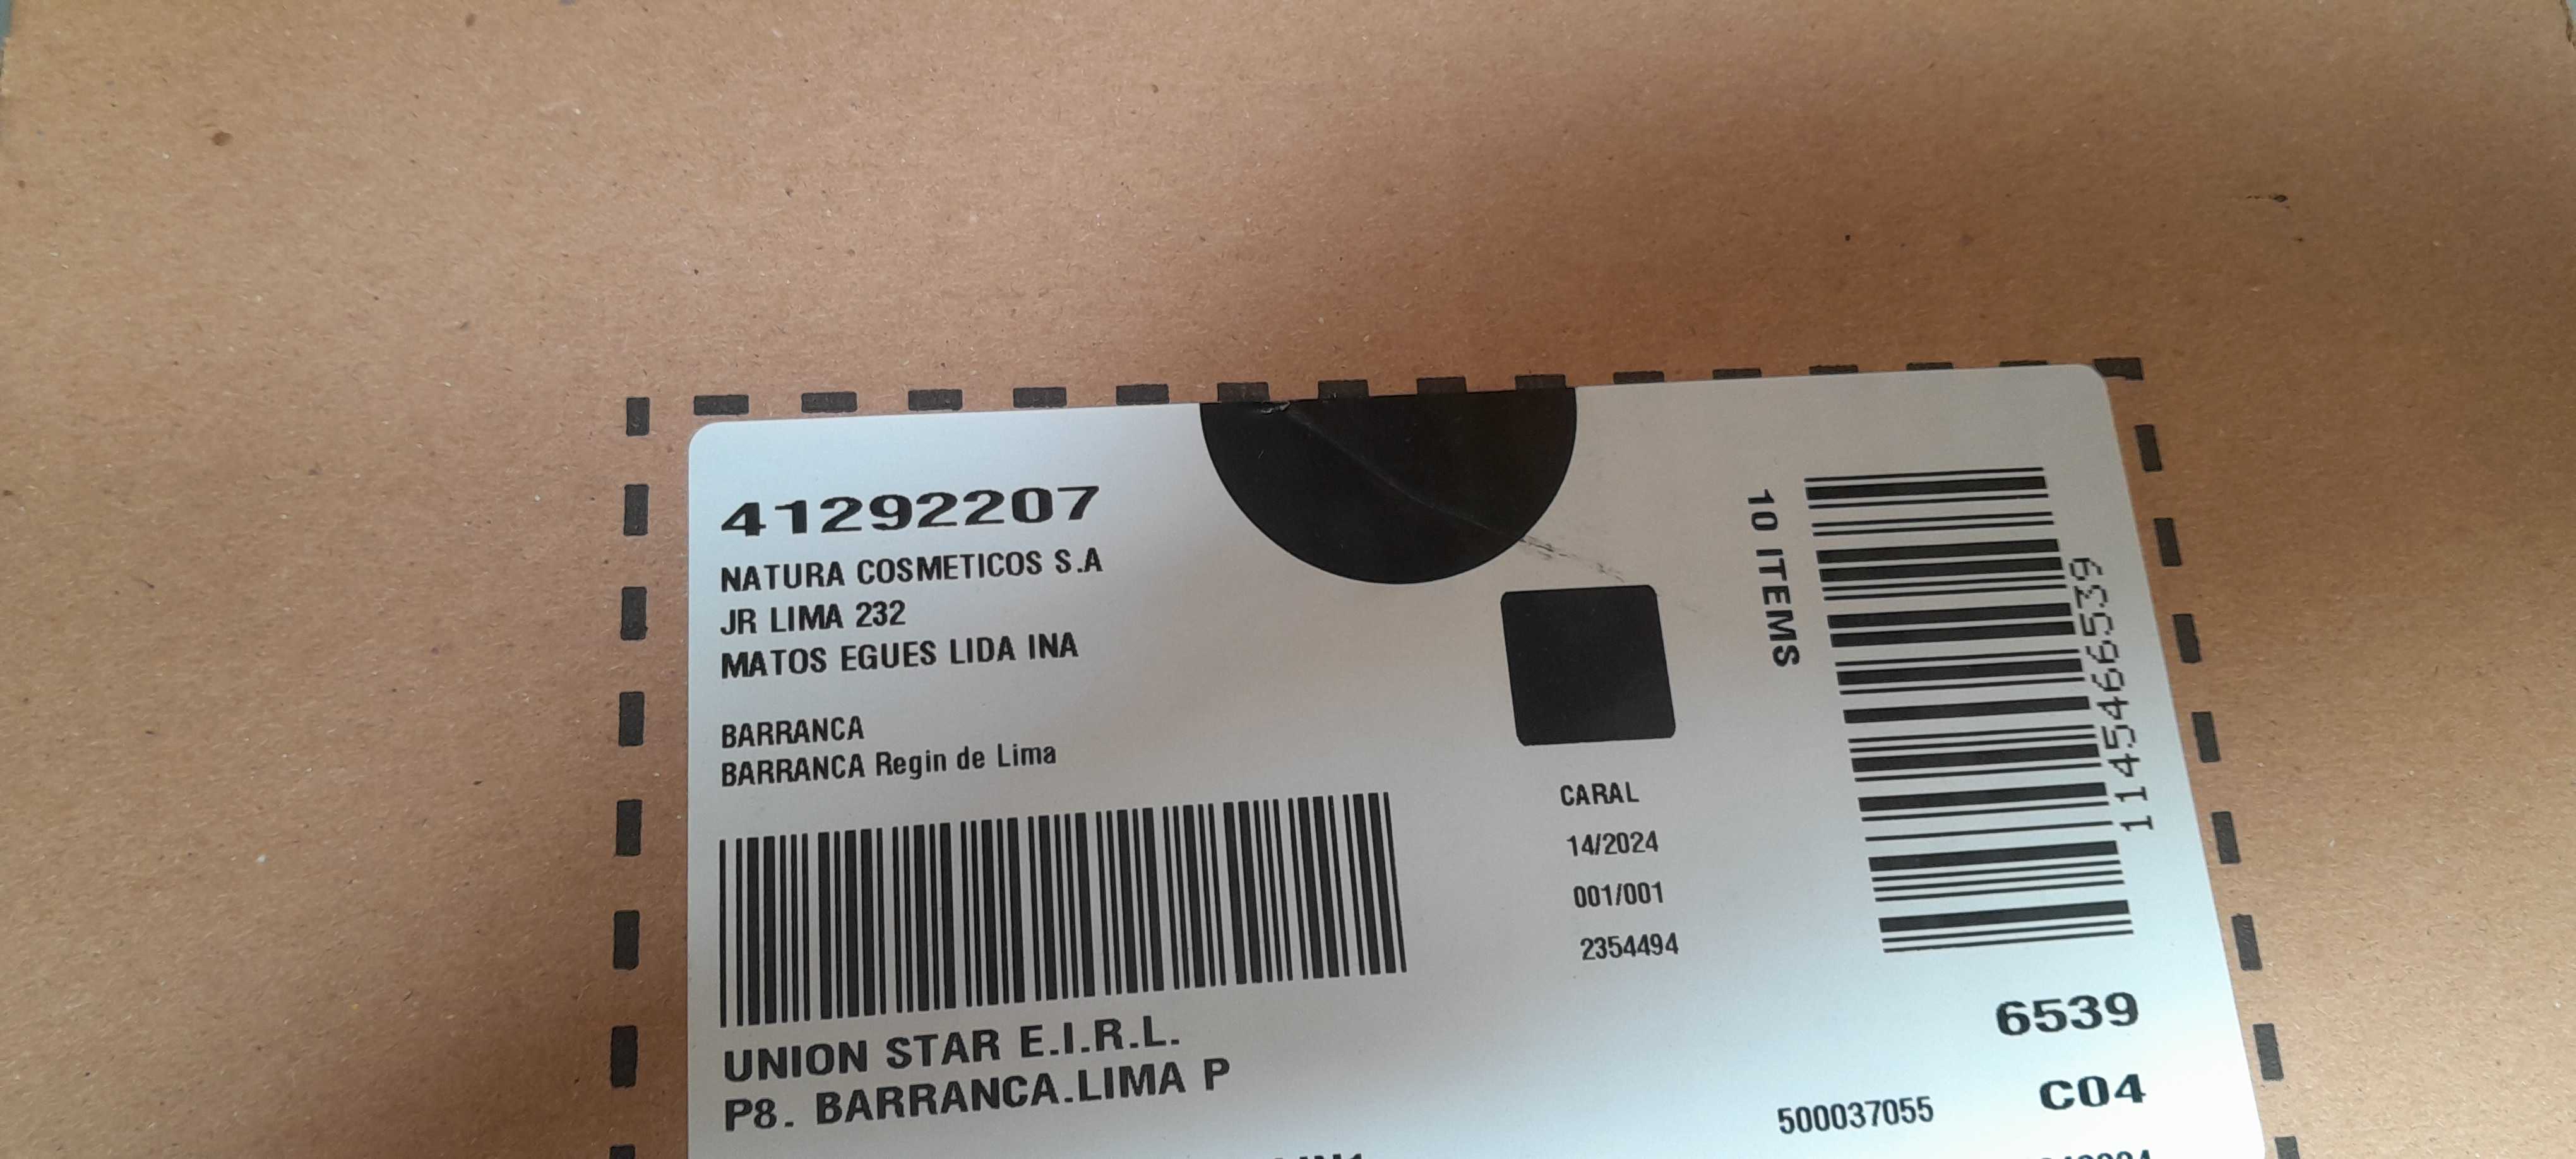 41292207
NATURA COSMETICOS S.A
JR LIMA 232
MATOS EGUES LIDA INA
BARRANCA
BARRANCA Regin de Lima
UNION STAR E.I.R.L.
P8. BARRANCA.LIMA P
CARAL
14/2024
001/001
2354494
10 ITEMS
1145466539
6539
C04
500037055